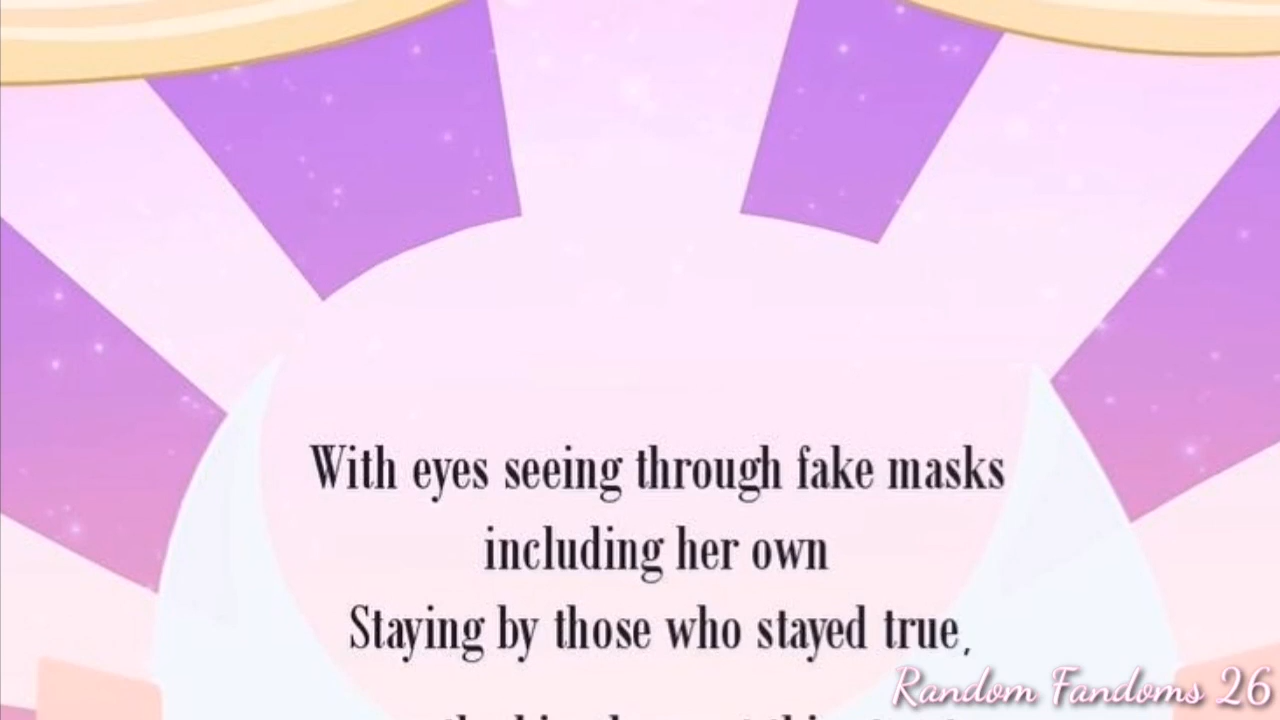 With eyes seeing through fake masks
including her own
Staying by those who stayed true,
Random Fandoms 26